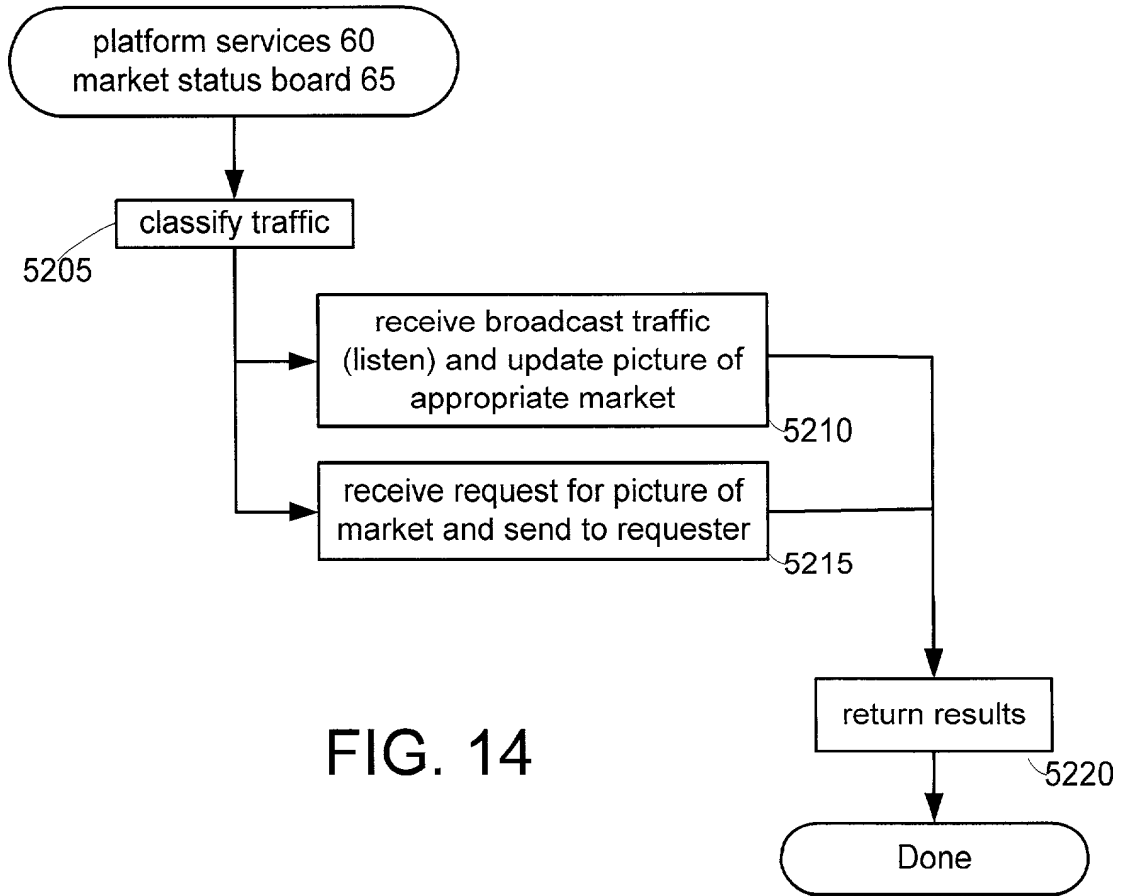 platform services 60
market status board 65
classify traffic
5205
receive broadcast traffic
(listen) and update picture of
appropriate market
5210
receive request for picture of
market and send to requester
5215
return results
5220
FIG. 14
Done